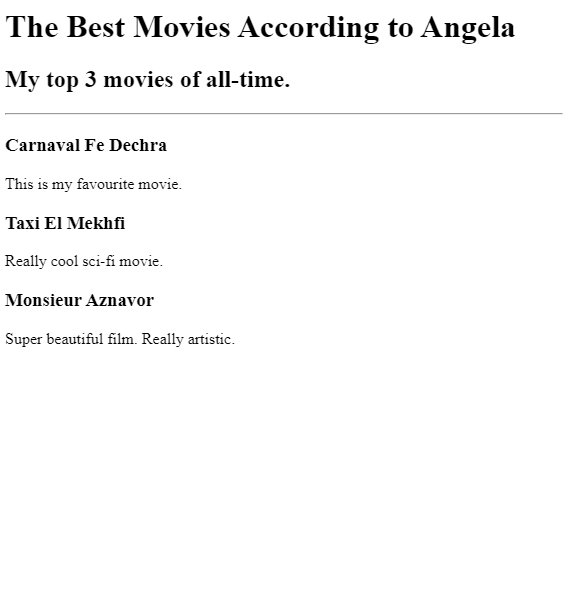 The Best Movies According to Angela
My top 3 movies of all-time.
Carnaval Fe Dechra
This is my favourite movie.
Taxi El Mekhfi
Really cool sci-fi movie.
Monsieur Aznavor
Super beautiful film. Really artistic.